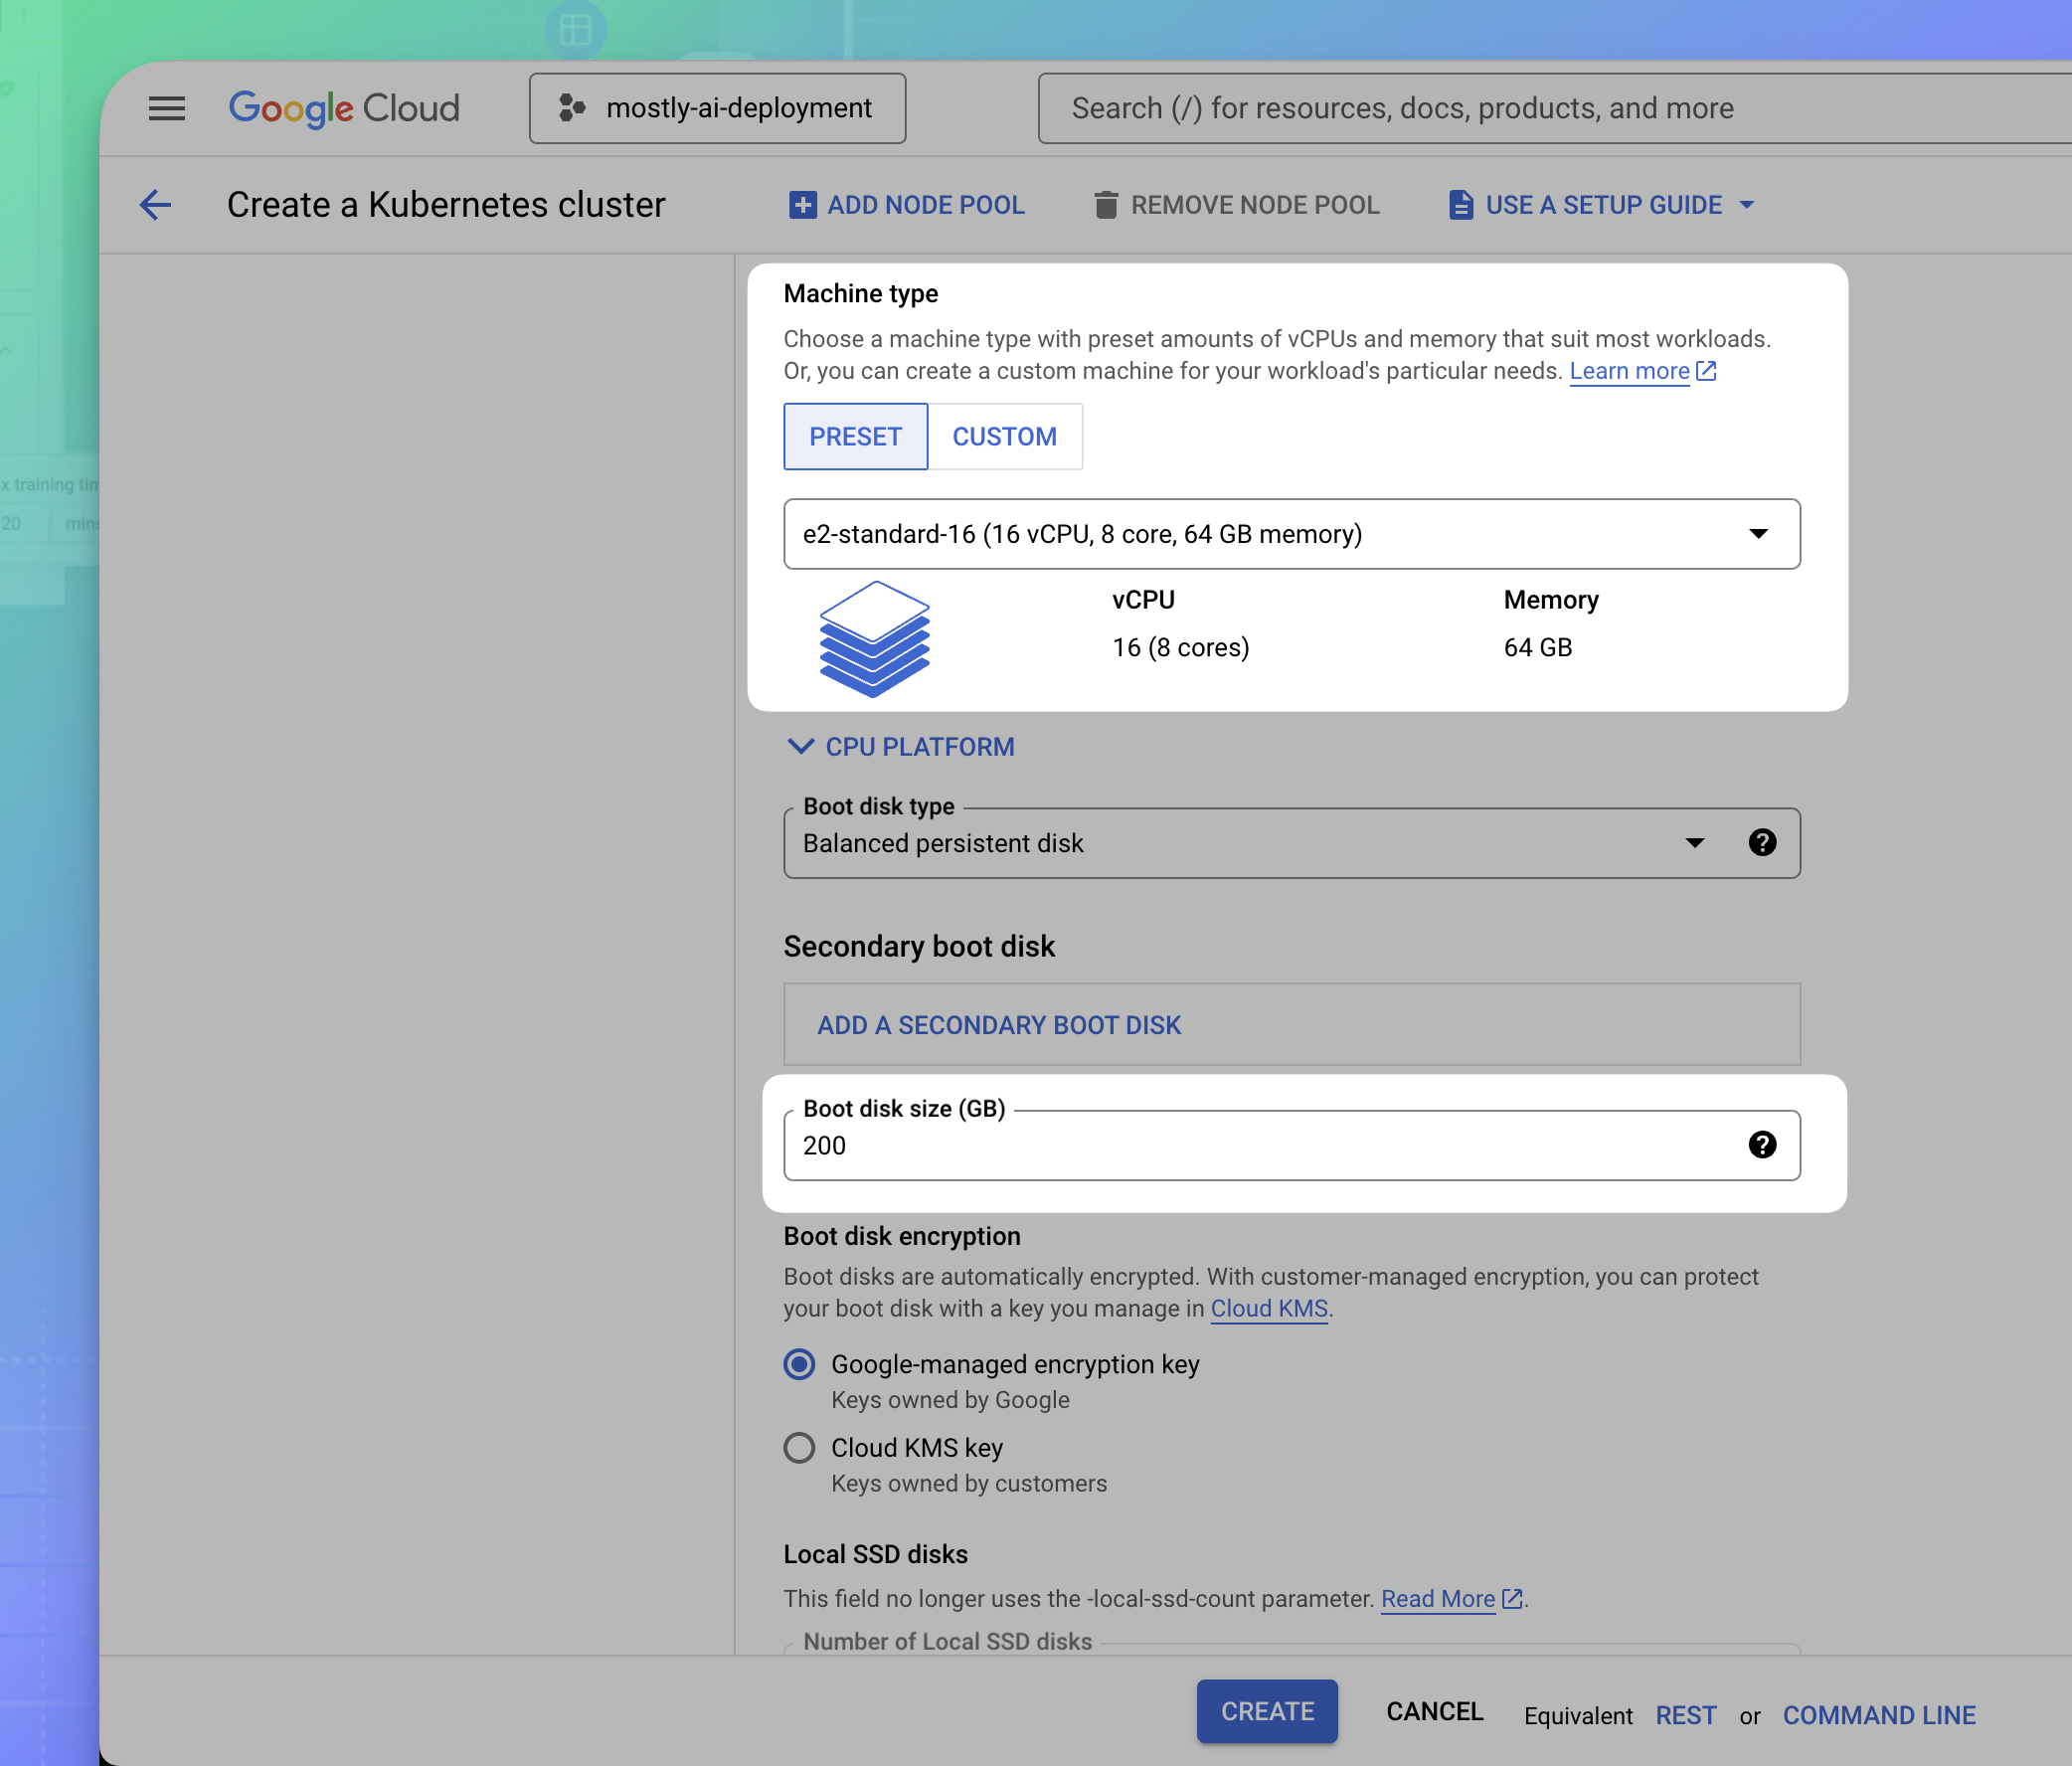 Google Cloud
mostly-ai-deployment
Search (/) for resources, docs, products, and more
Create a Kubernetes cluster
ADD NODE POOL
REMOVE NODE POOL
USE A SETUP GUIDE
Machine type
Choose a machine type with preset amounts of vCPUs and memory that suit most workloads.
Or, you can create a custom machine for your workload's particular needs. Learn more
PRESET
CUSTOM
x training tim
20
mins
e2-standard-16 (16 vCPU, 8 core, 64 GB memory)
vCPU
Memory
16 (8 cores)
64 GB
CPU PLATFORM
Boot disk type
Balanced persistent disk
Secondary boot disk
ADD A SECONDARY BOOT DISK
Boot disk size (GB)
200
Boot disk encryption
Boot disks are automatically encrypted. With customer-managed encryption, you can protect
your boot disk with a key you manage in Cloud KMS.
Google-managed encryption key
Keys owned by Google
Cloud KMS key
Keys owned by customers
Local SSD disks
This field no longer uses the -local-ssd-count parameter. Read More.
Number of Local SSD disks
CREATE
CANCEL
Equivalent REST or COMMAND LINE